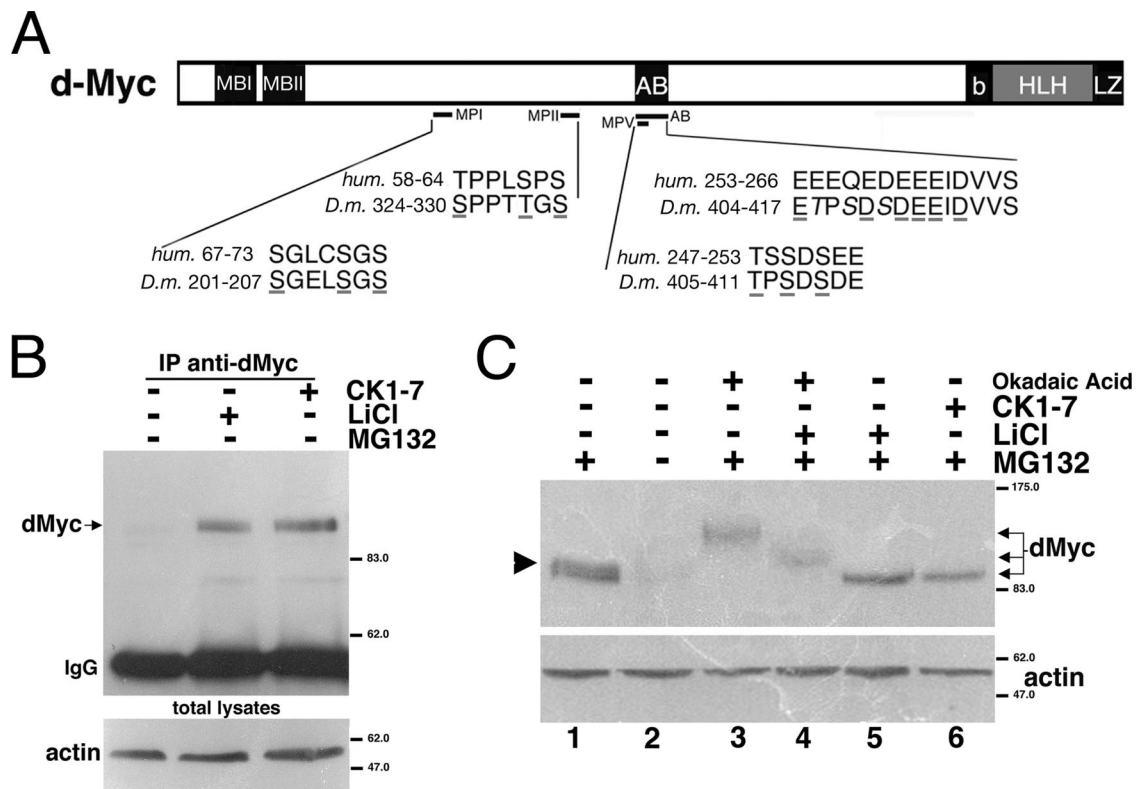 A
d-Myc
MBI MBII AB b HLH LZ
MPI MPII MPV AB
hum. 58-64 TPPLSPS
D.m. 324-330 SPPTTGS
hum. 253-266 EEEQEDEEEIDVVS
D.m. 404-417 ETPSDSDEEIDVVS
hum. 67-73 SGLCSGS
D.m. 201-207 SGELSGS
hum. 247-253 TSSDSEE
D.m. 405-411 TPSDSDE
B
IP anti-dMyc
- - + CK1-7
- + - LiCl
- - - MG132
dMyc
83.0
62.0
IgG
total lysates
actin
62.0
47.0
C
- - + + - - Okadaic Acid
- - - - - + CK1-7
- - - + + - LiCl
+ - + + + + MG132
175.0
dMyc
83.0
62.0
actin
47.0
1 2 3 4 5 6